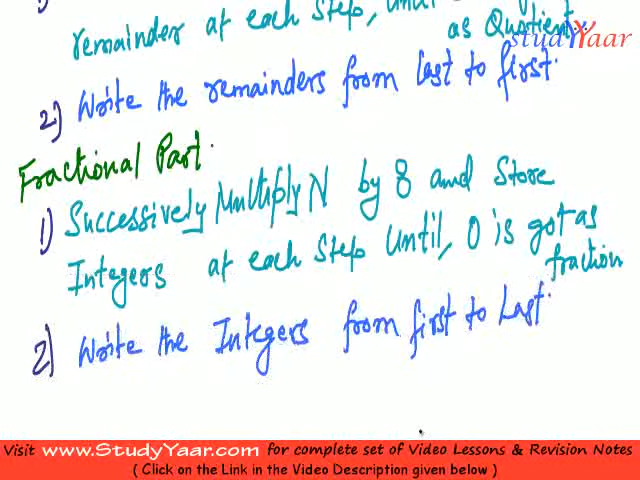 remainder at each Step, Until
as Quotient
studYYaar
2) Write the remainders from last to first.
Fractional Part.
1) Successively Multiply N by 8 and Store
Integers at each Step Until, 0 is got as
fraction
2) Write the Integers from first to Last.
Visit www.StudyYaar.com for complete set of Video Lessons & Revision Notes
( Click on the Link in the Video Description given below )